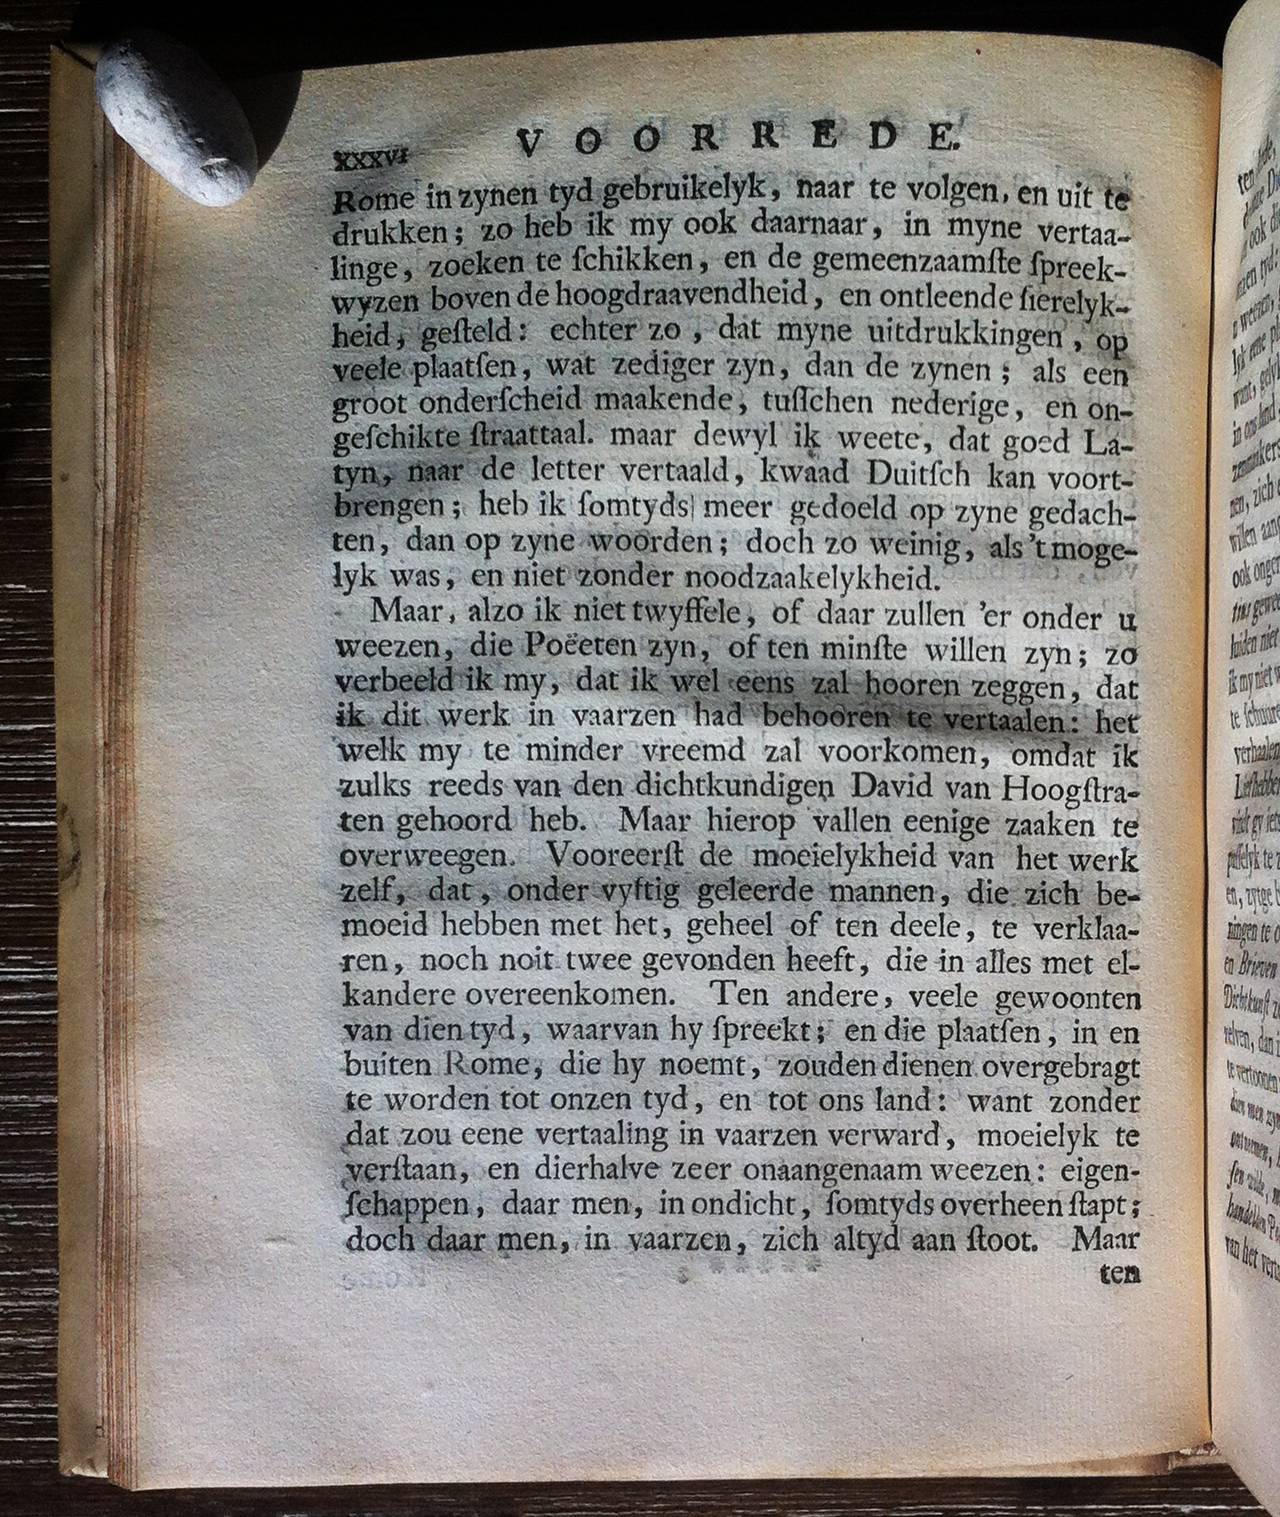 VOORREDE.
XXXVI
Rome in zynen tyd gebruikelyk, naar te volgen, en uit te
drukken; zo heb ik my ook daarnaar, in myne vertaa-
linge, zoeken te ſchikken, en de gemeenzaamſte ſpreek-
wyzen boven de hoogdraavendheid, en ontleende ſierelyk-
heid, geſteld: echter zo, dat myne uitdrukkingen, op
veele plaatſen, wat zediger zyn, dan de zynen; als een
groot onderſcheid maakende, tuſſchen nederige, en on-
geſchikte ſtraattaal. maar dewyl ik weete, dat goed La-
tyn, naar de letter vertaald, kwaad Duitſch kan voort-
brengen; heb ik ſomtyds meer gedoeld op zyne gedach-
ten, dan op zyne woorden; doch zo weinig, als 't moge-
lyk was, en niet zonder noodzaakelykheid.
Maar, alzo ik niet twyffele, of daar zullen 'er onder u
weezen, die Poëeten zyn, of ten minſte willen zyn; zo
verbeeld ik my, dat ik wel eens zal hooren zeggen, dat
ik dit werk in vaarzen had behooren te vertaalen: het
welk my te minder vreemd zal voorkomen, omdat ik
zulks reeds van den dichtkundigen David van Hoogſtra-
ten gehoord heb. Maar hierop vallen eenige zaaken te
overweegen. Vooreerſt de moeielykheid van het werk
zelf, dat, onder vyftig geleerde mannen, die zich be-
moeid hebben met het, geheel of ten deele, te verklaa-
ren, noch noit twee gevonden heeft, die in alles met el-
kandere overeenkomen. Ten andere, veele gewoonten
van dien tyd, waarvan hy ſpreekt; en die plaatſen, in en
buiten Rome, die hy noemt, zouden dienen overgebragt
te worden tot onzen tyd, en tot ons land: want zonder
dat zou eene vertaaling in vaarzen verward, moeielyk te
verſtaan, en dierhalve zeer onaangenaam weezen: eigen-
ſchappen, daar men, in ondicht, ſomtyds overheen ſtapt;
doch daar men, in vaarzen, zich altyd aan ſtoot. Maar
ten